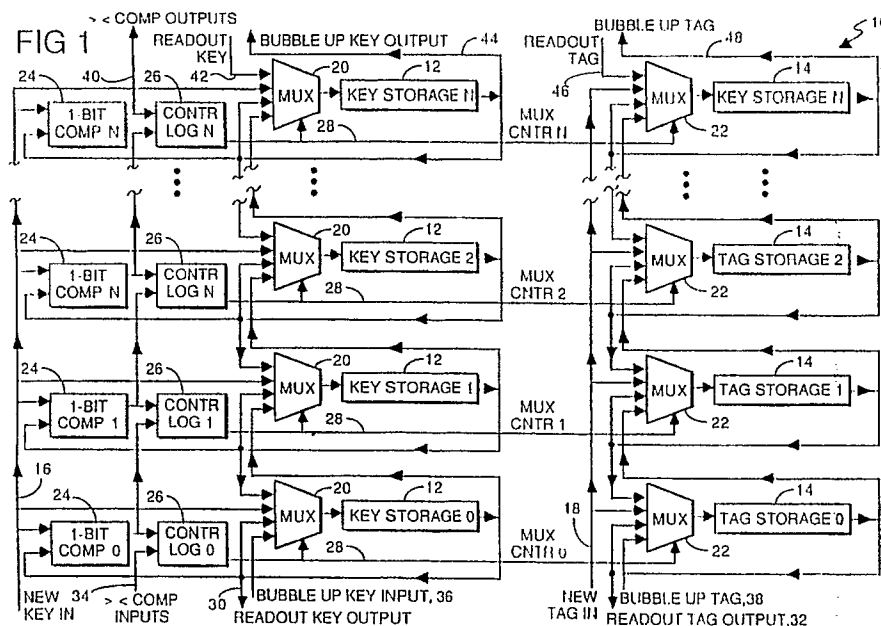 FIG 1
> < COMP OUTPUTS
READOUT KEY
BUBBLE UP KEY OUTPUT
44
BUBBLE UP TAG
READOUT TAG
48
24
40
26
42
20
12
46
14
1-BIT COMP N
CONTR LOG N
MUX
KEY STORAGE N
MUX
KEY STORAGE N
28
MUX CNTR N
22
24
26
20
12
14
1-BIT COMP N
CONTR LOG N
MUX
KEY STORAGE 2
MUX
TAG STORAGE 2
28
MUX CNTR 2
22
24
26
20
12
14
1-BIT COMP 1
CONTR LOG 1
MUX
KEY STORAGE 1
MUX
TAG STORAGE 1
28
MUX CNTR 1
22
16
24
26
20
12
18
14
1-BIT COMP 0
CONTR LOG 0
MUX
KEY STORAGE 0
MUX
TAG STORAGE 0
28
MUX CNTR 0
22
NEW KEY IN
34
> < COMP INPUTS
30
BUBBLE UP KEY INPUT, 36
READOUT KEY OUTPUT
NEW TAG IN
BUBBLE UP TAG, 38
READOUT TAG OUTPUT, 32